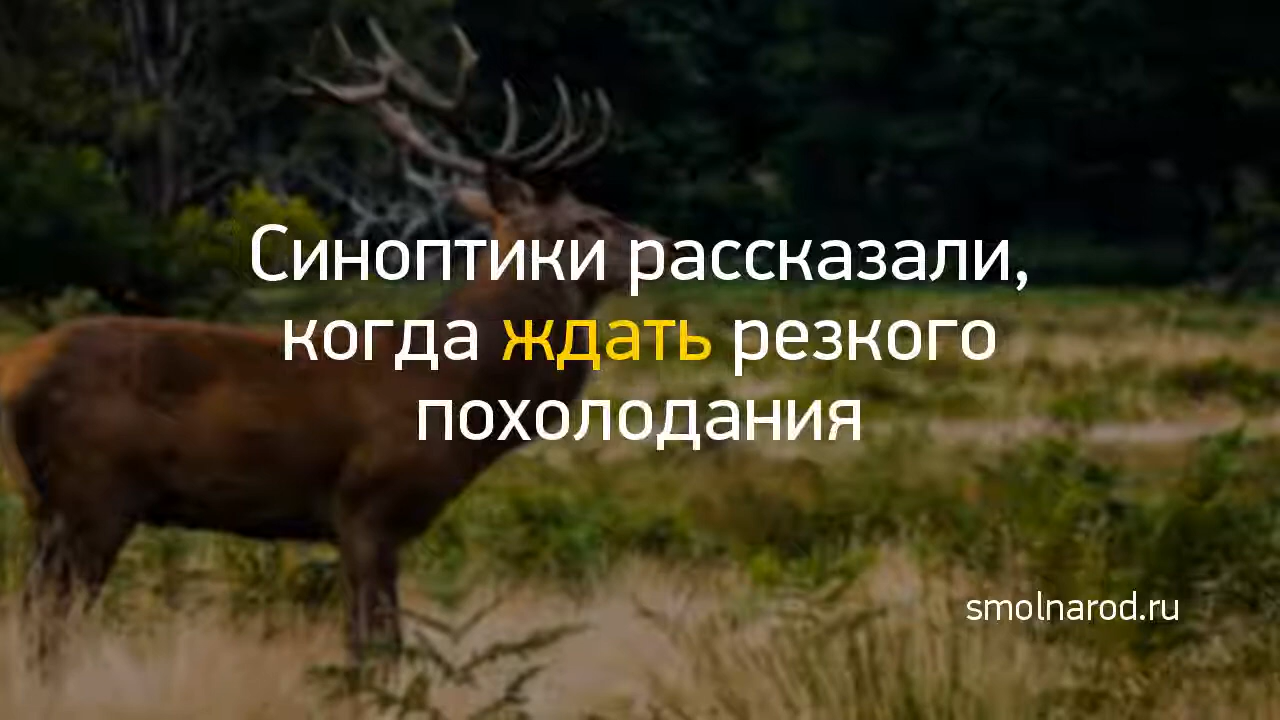 Синоптики рассказали,
когда ждать резкого
похолодания
smolnarod.ru